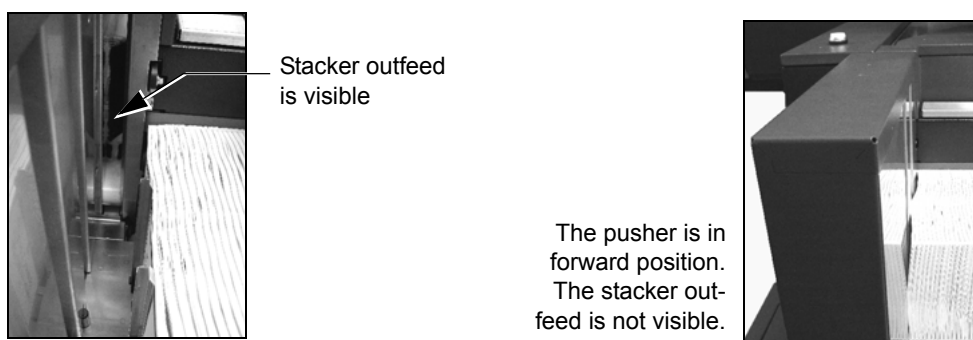 Stacker outfeed
is visible
The pusher is in
forward position.
The stacker out-
feed is not visible.